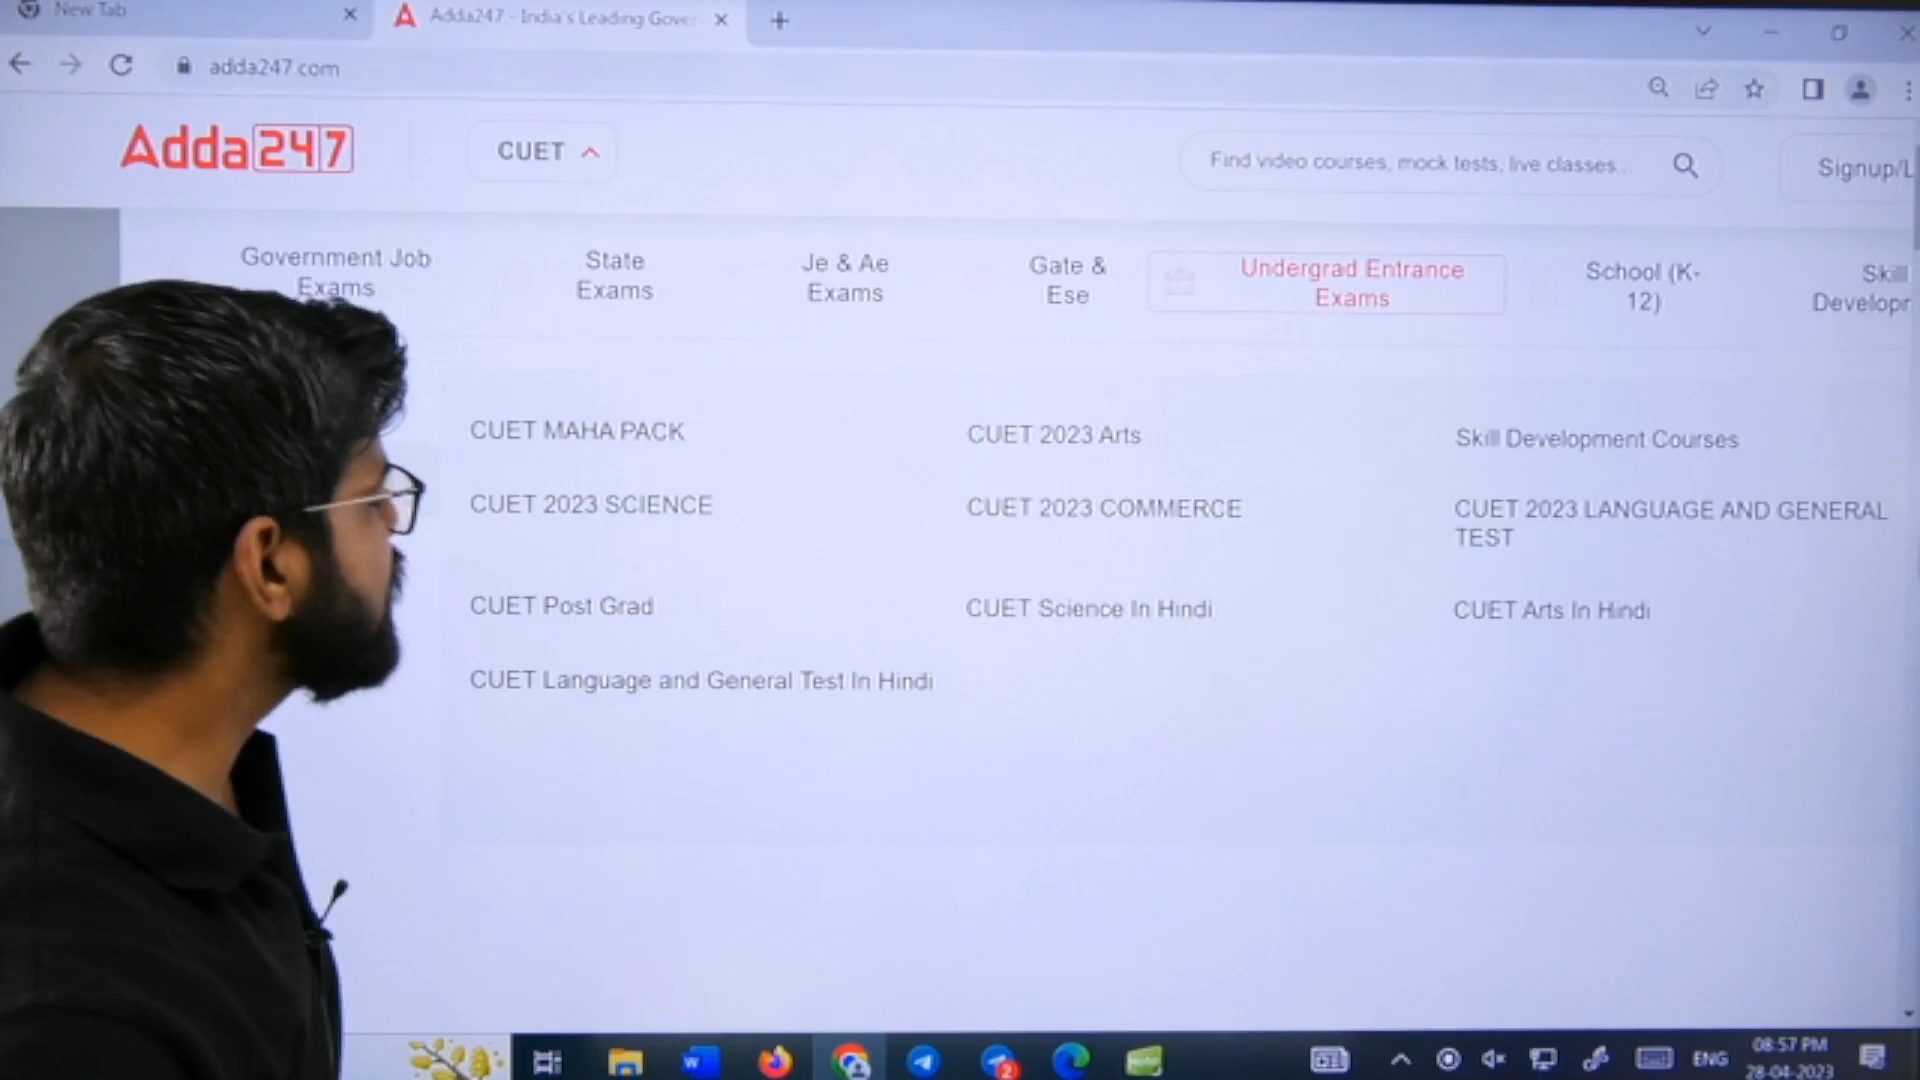 New Tab
Adda247 - India's Leading Gover
adda247.com
Adda247
CUET
Find video courses, mock tests, live classes...
Signup/L
Government Job
Exams
State
Exams
Je & Ae
Exams
Gate &
Ese
Undergrad Entrance
Exams
School (K-
12)
Skill
Developr
CUET MAHA PACK
CUET 2023 Arts
Skill Development Courses
CUET 2023 SCIENCE
CUET 2023 COMMERCE
CUET 2023 LANGUAGE AND GENERAL
TEST
CUET Post Grad
CUET Science In Hindi
CUET Arts In Hindi
CUET Language and General Test In Hindi
W
2
ENG
08:57 PM
28-04-2023